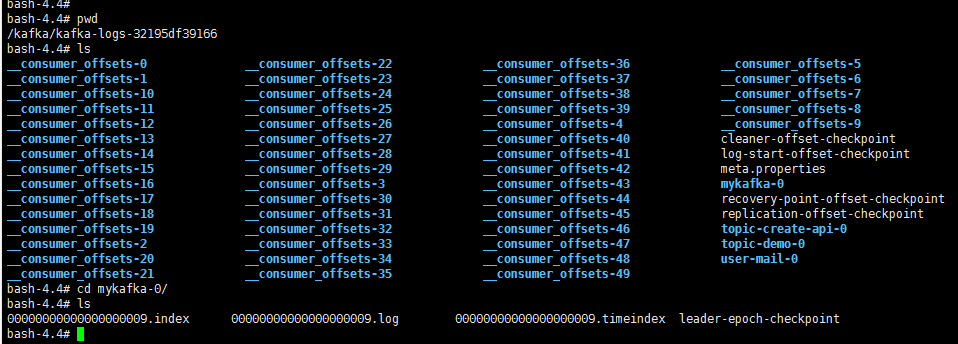 bash-4.4#
bash-4.4# pwd
/kafka/kafka-logs-32195df39166
bash-4.4# ls
__consumer_offsets-0 __consumer_offsets-22 __consumer_offsets-36 __consumer_offsets-5
__consumer_offsets-1 __consumer_offsets-23 __consumer_offsets-37 __consumer_offsets-6
__consumer_offsets-10 __consumer_offsets-24 __consumer_offsets-38 __consumer_offsets-7
__consumer_offsets-11 __consumer_offsets-25 __consumer_offsets-39 __consumer_offsets-8
__consumer_offsets-12 __consumer_offsets-26 __consumer_offsets-4 __consumer_offsets-9
__consumer_offsets-13 __consumer_offsets-27 __consumer_offsets-40 cleaner-offset-checkpoint
__consumer_offsets-14 __consumer_offsets-28 __consumer_offsets-41 log-start-offset-checkpoint
__consumer_offsets-15 __consumer_offsets-29 __consumer_offsets-42 meta.properties
__consumer_offsets-16 __consumer_offsets-3 __consumer_offsets-43 mykafka-0
__consumer_offsets-17 __consumer_offsets-30 __consumer_offsets-44 recovery-point-offset-checkpoint
__consumer_offsets-18 __consumer_offsets-31 __consumer_offsets-45 replication-offset-checkpoint
__consumer_offsets-19 __consumer_offsets-32 __consumer_offsets-46 topic-create-api-0
__consumer_offsets-2 __consumer_offsets-33 __consumer_offsets-47 topic-demo-0
__consumer_offsets-20 __consumer_offsets-34 __consumer_offsets-48 user-mail-0
__consumer_offsets-21 __consumer_offsets-35 __consumer_offsets-49
bash-4.4# cd mykafka-0/
bash-4.4# ls
00000000000000000009.index 00000000000000000009.log 00000000000000000009.timeindex leader-epoch-checkpoint
bash-4.4#